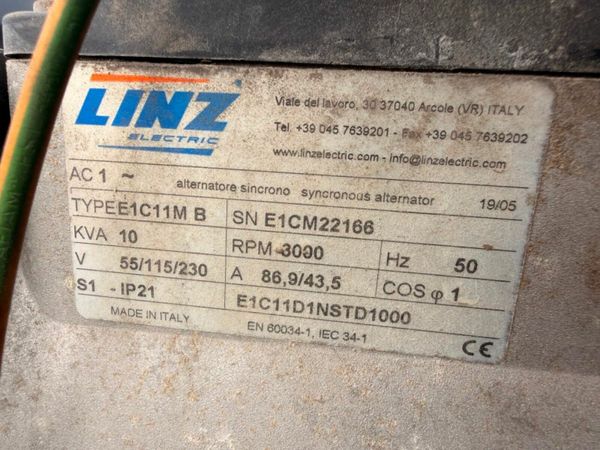 LINZ
ELECTRIC
Viale del lavoro, 30 37040 Arcole (VR) ITALY
Tel. +39 045 7639201 - Fax +39 045 7639202
www.linzelectric.com - info@linzelectric.com
AC 1 ~ alternatore sincrono synchronous alternator 19/05
TYPE E1C11M B SN E1CM22166
KVA 10 RPM 3000 Hz 50
V 55/115/230 A 86,9/43,5 COS φ 1
S1 - IP21 E1C11D1NSTD1000
MADE IN ITALY EN 60034-1, IEC 34-1 CE